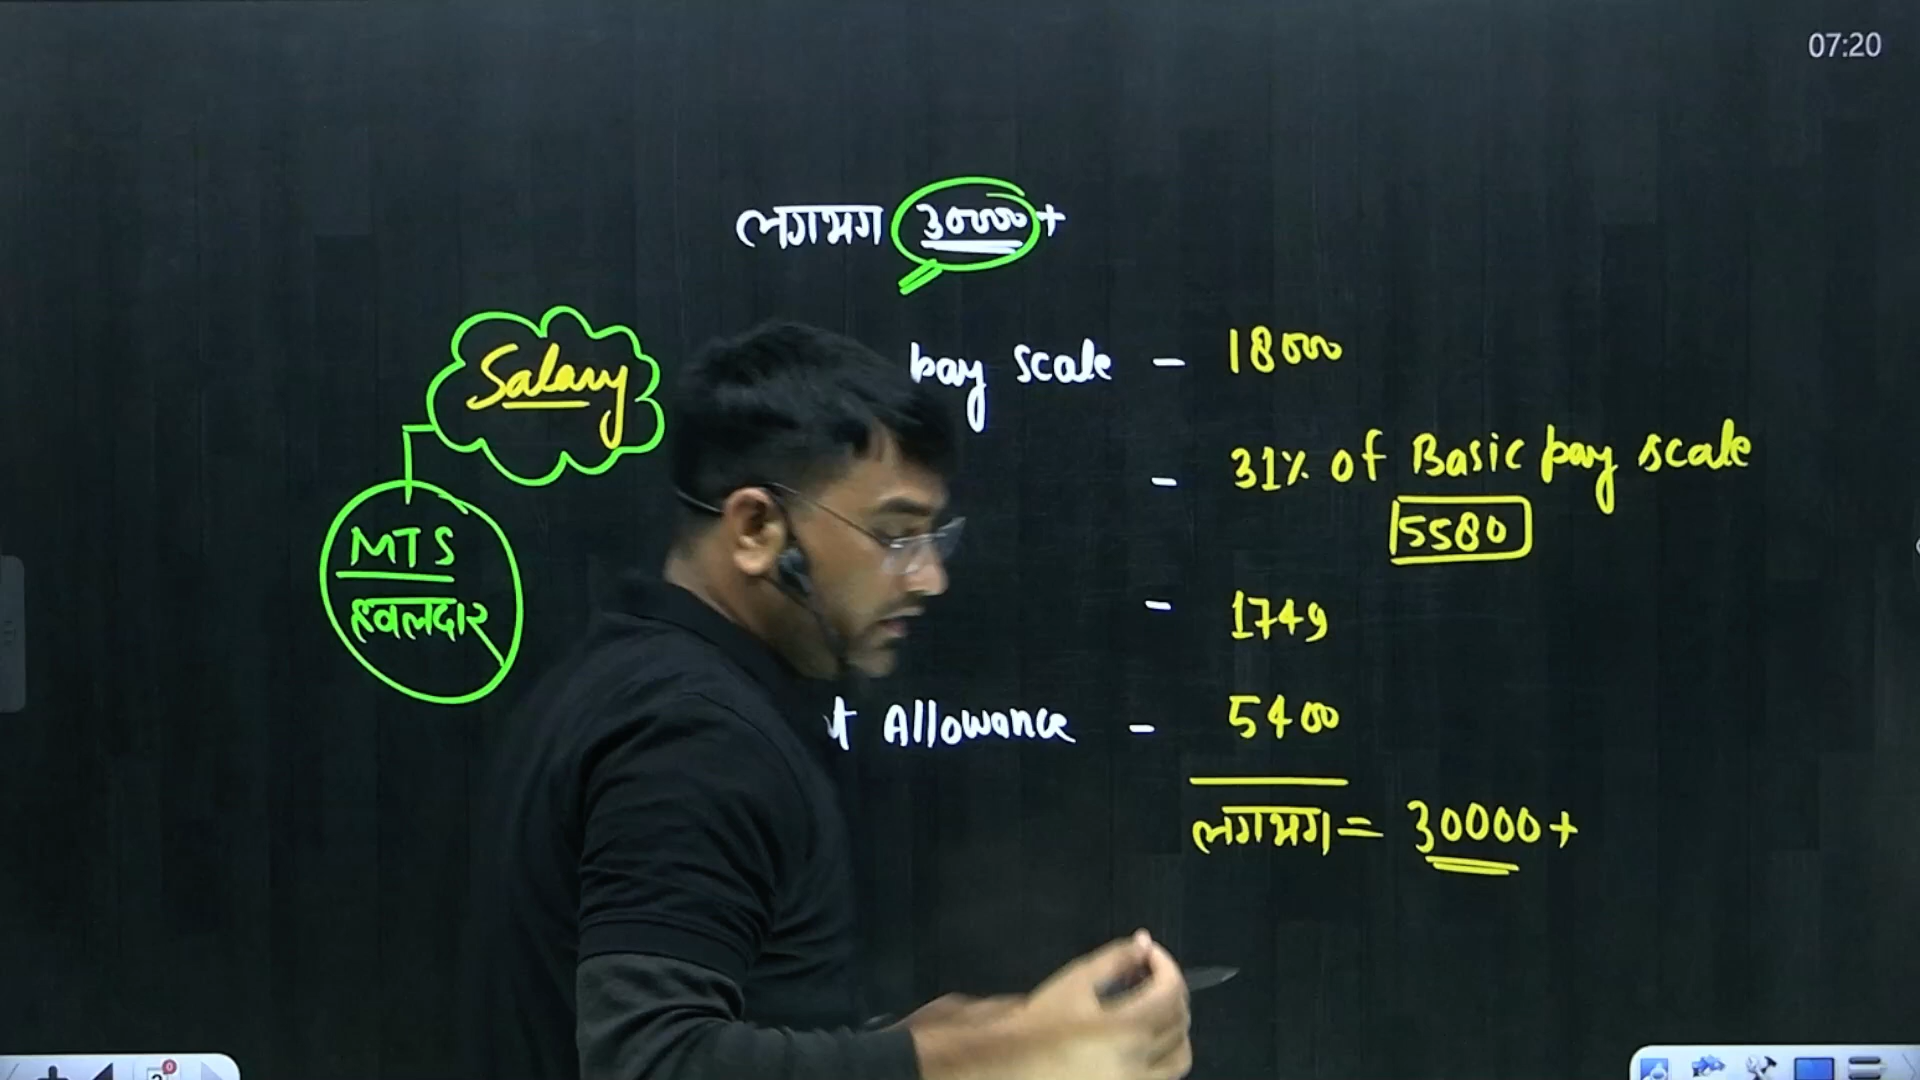 07:20
लगभग 30000+
Salary
pay scale - 18000
- 31% of Basic pay scale
5580
MTS
हवलदार
- 1749
Allowance - 5400
लगभग = 30000+